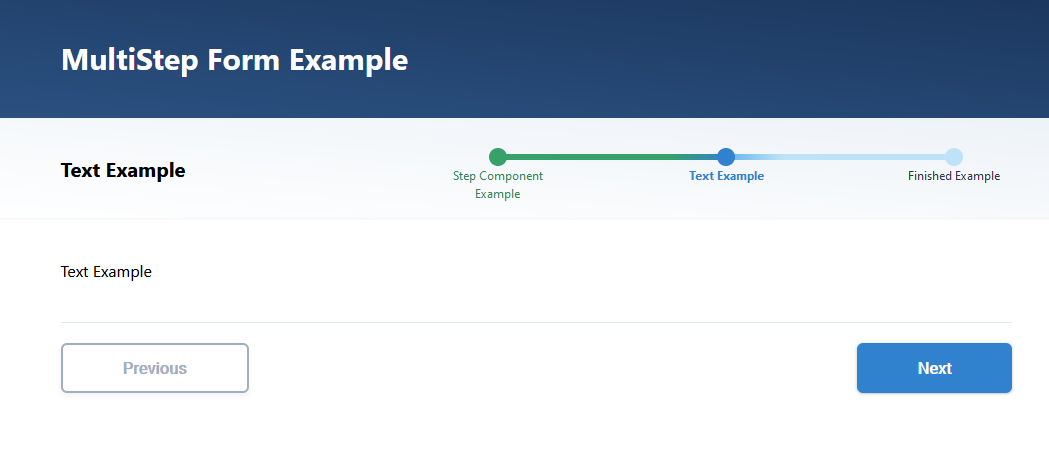 MultiStep Form Example
Text Example
Step Component
Example
Text Example
Finished Example
Text Example
Previous
Next